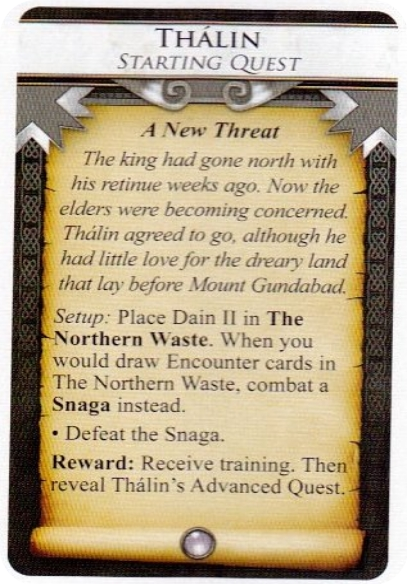 THÁLIN
STARTING QUEST
A New Threat
The king had gone north with
his retinue weeks ago. Now the
elders were becoming concerned.
Thálin agreed to go, although he
had little love for the dreary land
that lay before Mount Gundabad.
Setup: Place Dain II in The
Northern Waste. When you
would draw Encounter cards in
The Northern Waste, combat a
Snaga instead.
• Defeat the Snaga.
Reward: Receive training. Then
reveal Thálin's Advanced Quest.